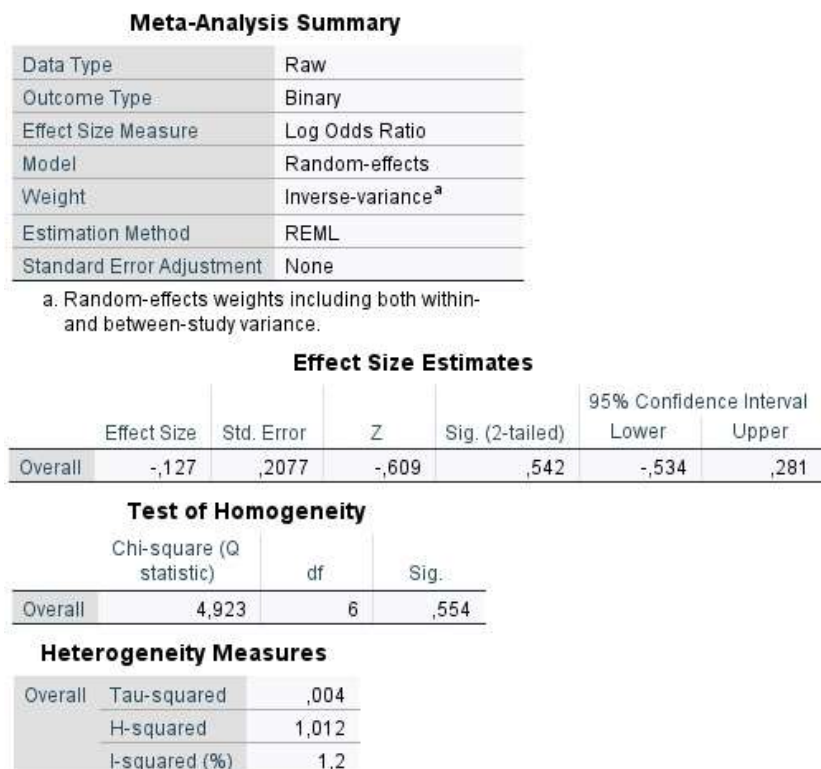 Meta-Analysis Summary
Data Type Raw
Outcome Type Binary
Effect Size Measure Log Odds Ratio
Model Random-effects
Weight Inverse-variance a
Estimation Method REML
Standard Error Adjustment None
a. Random-effects weights including both within-
and between-study variance.
Effect Size Estimates
95% Confidence Interval
Effect Size Std. Error Z Sig. (2-tailed) Lower Upper
Overall -,127 ,2077 -,609 ,542 -,534 ,281
Test of Homogeneity
Chi-square (Q
statistic) df Sig.
Overall 4,923 6 ,554
Heterogeneity Measures
Overall Tau-squared ,004
H-squared 1,012
I-squared (%) 1,2